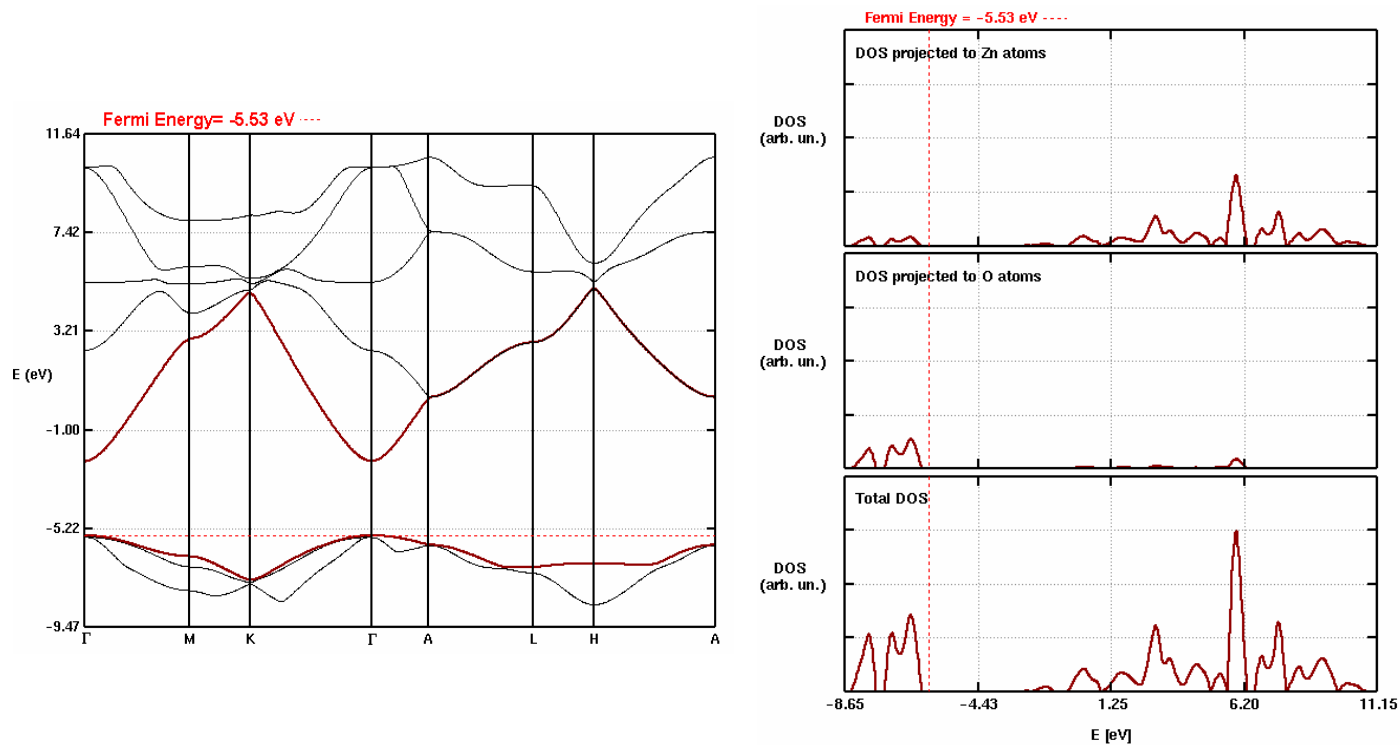 Fermi Energy= -5.53 eV ----
11.64
7.42
3.21
E (eV)
-1.00
-5.22
-9.47
Γ M K Γ A L H A
Fermi Energy = -5.53 eV ----
DOS projected to Zn atoms
DOS
(arb. un.)
DOS projected to O atoms
DOS
(arb. un.)
Total DOS
DOS
(arb. un.)
-8.65 -4.43 1.25 6.20 11.15
E [eV]